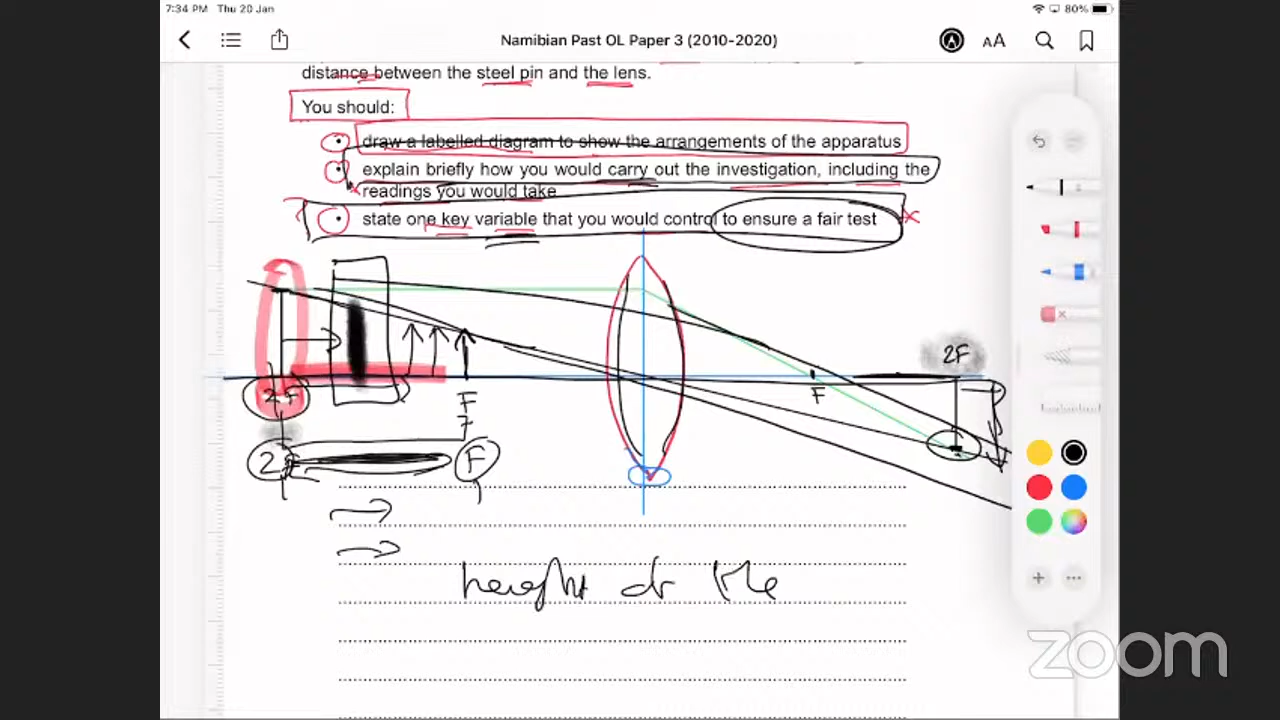 7:34 PM Thu 20 Jan
80%
Namibian Past OL Paper 3 (2010-2020)
AA
distance between the steel pin and the lens.
You should:
• draw a labelled diagram to show the arrangements of the apparatus
• explain briefly how you would carry out the investigation, including the
readings you would take
• state one key variable that you would control to ensure a fair test
2F
F
2F
F
2
F
height of the
zoom